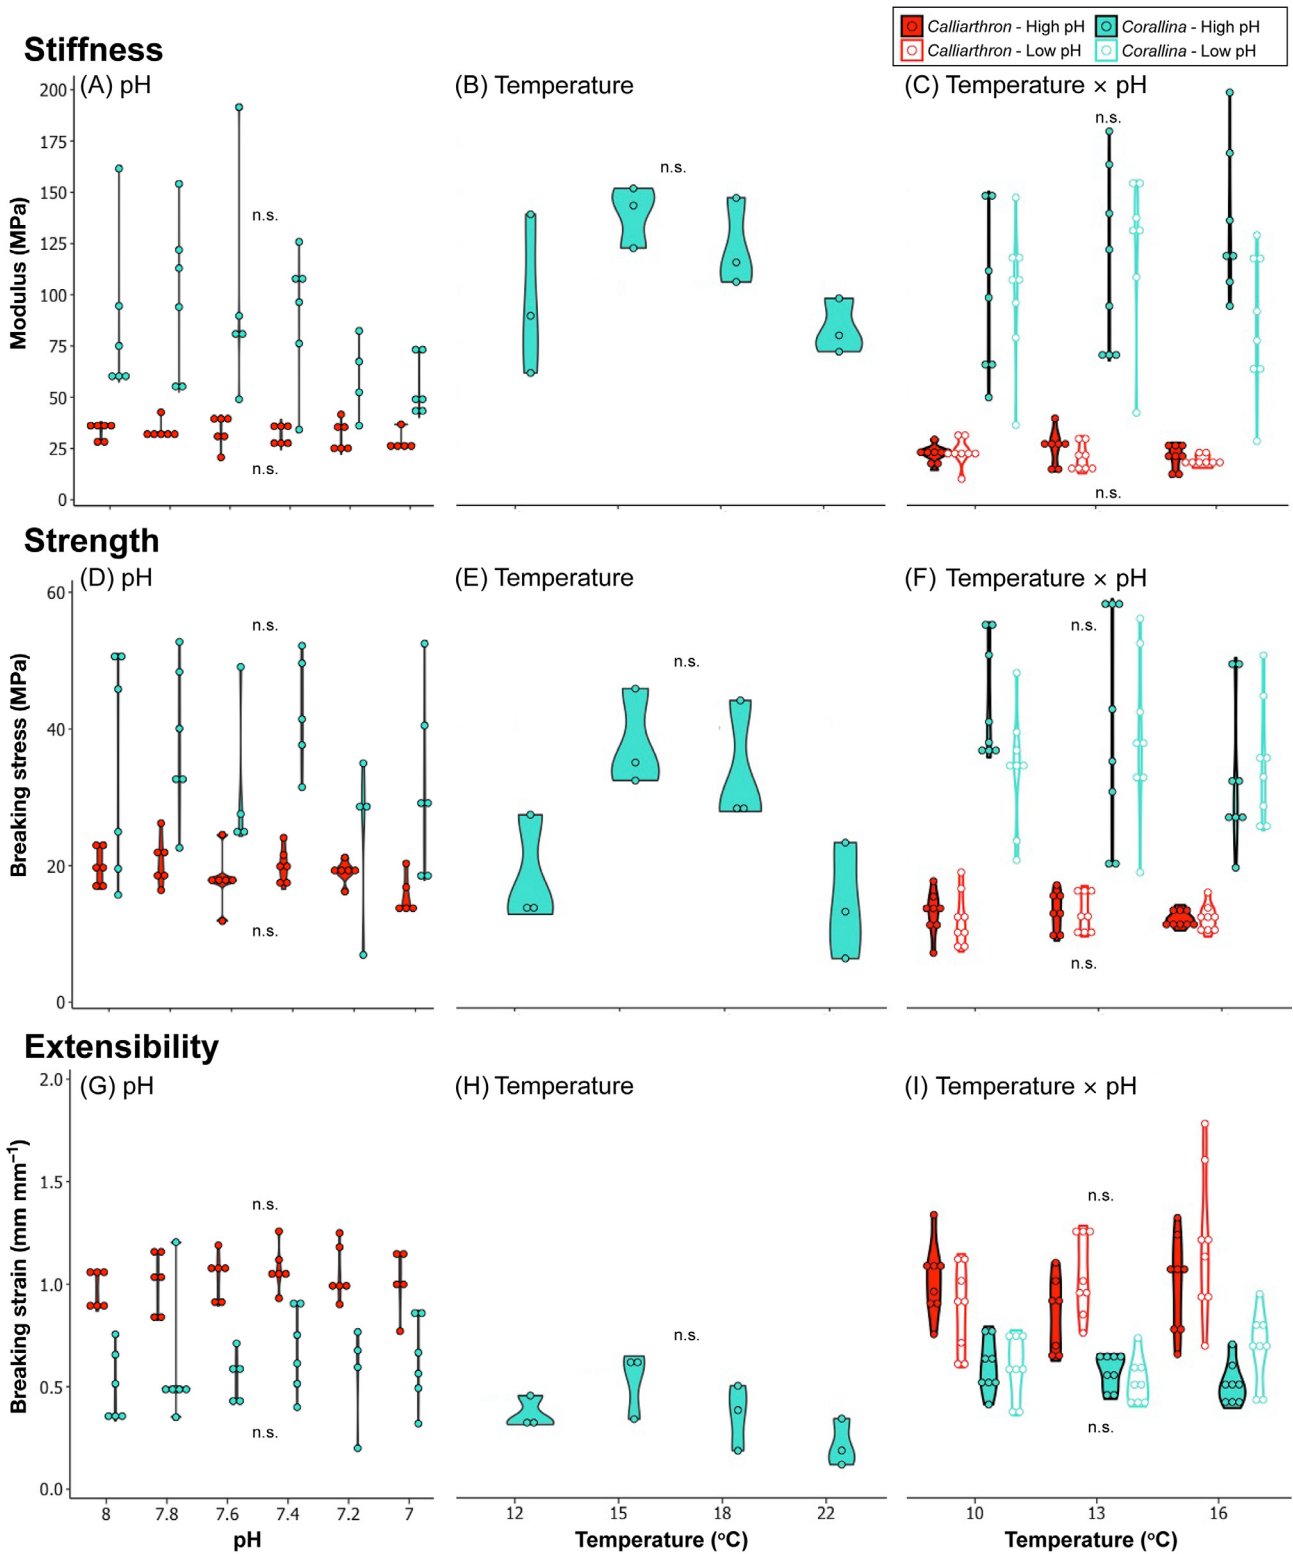 Calliarthron - High pH
Corallina - High pH
Calliarthron - Low pH
Corallina - Low pH
Stiffness
(A) pH
(B) Temperature
(C) Temperature × pH
Modulus (MPa)
200
175
150
125
100
75
50
25
0
n.s.
n.s.
n.s.
n.s.
n.s.
Strength
(D) pH
(E) Temperature
(F) Temperature × pH
Breaking stress (MPa)
60
40
20
0
n.s.
n.s.
n.s.
n.s.
n.s.
Extensibility
(G) pH
(H) Temperature
(I) Temperature × pH
Breaking strain (mm mm⁻¹)
2.0
1.5
1.0
0.5
0.0
n.s.
n.s.
n.s.
n.s.
n.s.
8 7.8 7.6 7.4 7.2 7
12 15 18 22
10 13 16
pH
Temperature (°C)
Temperature (°C)